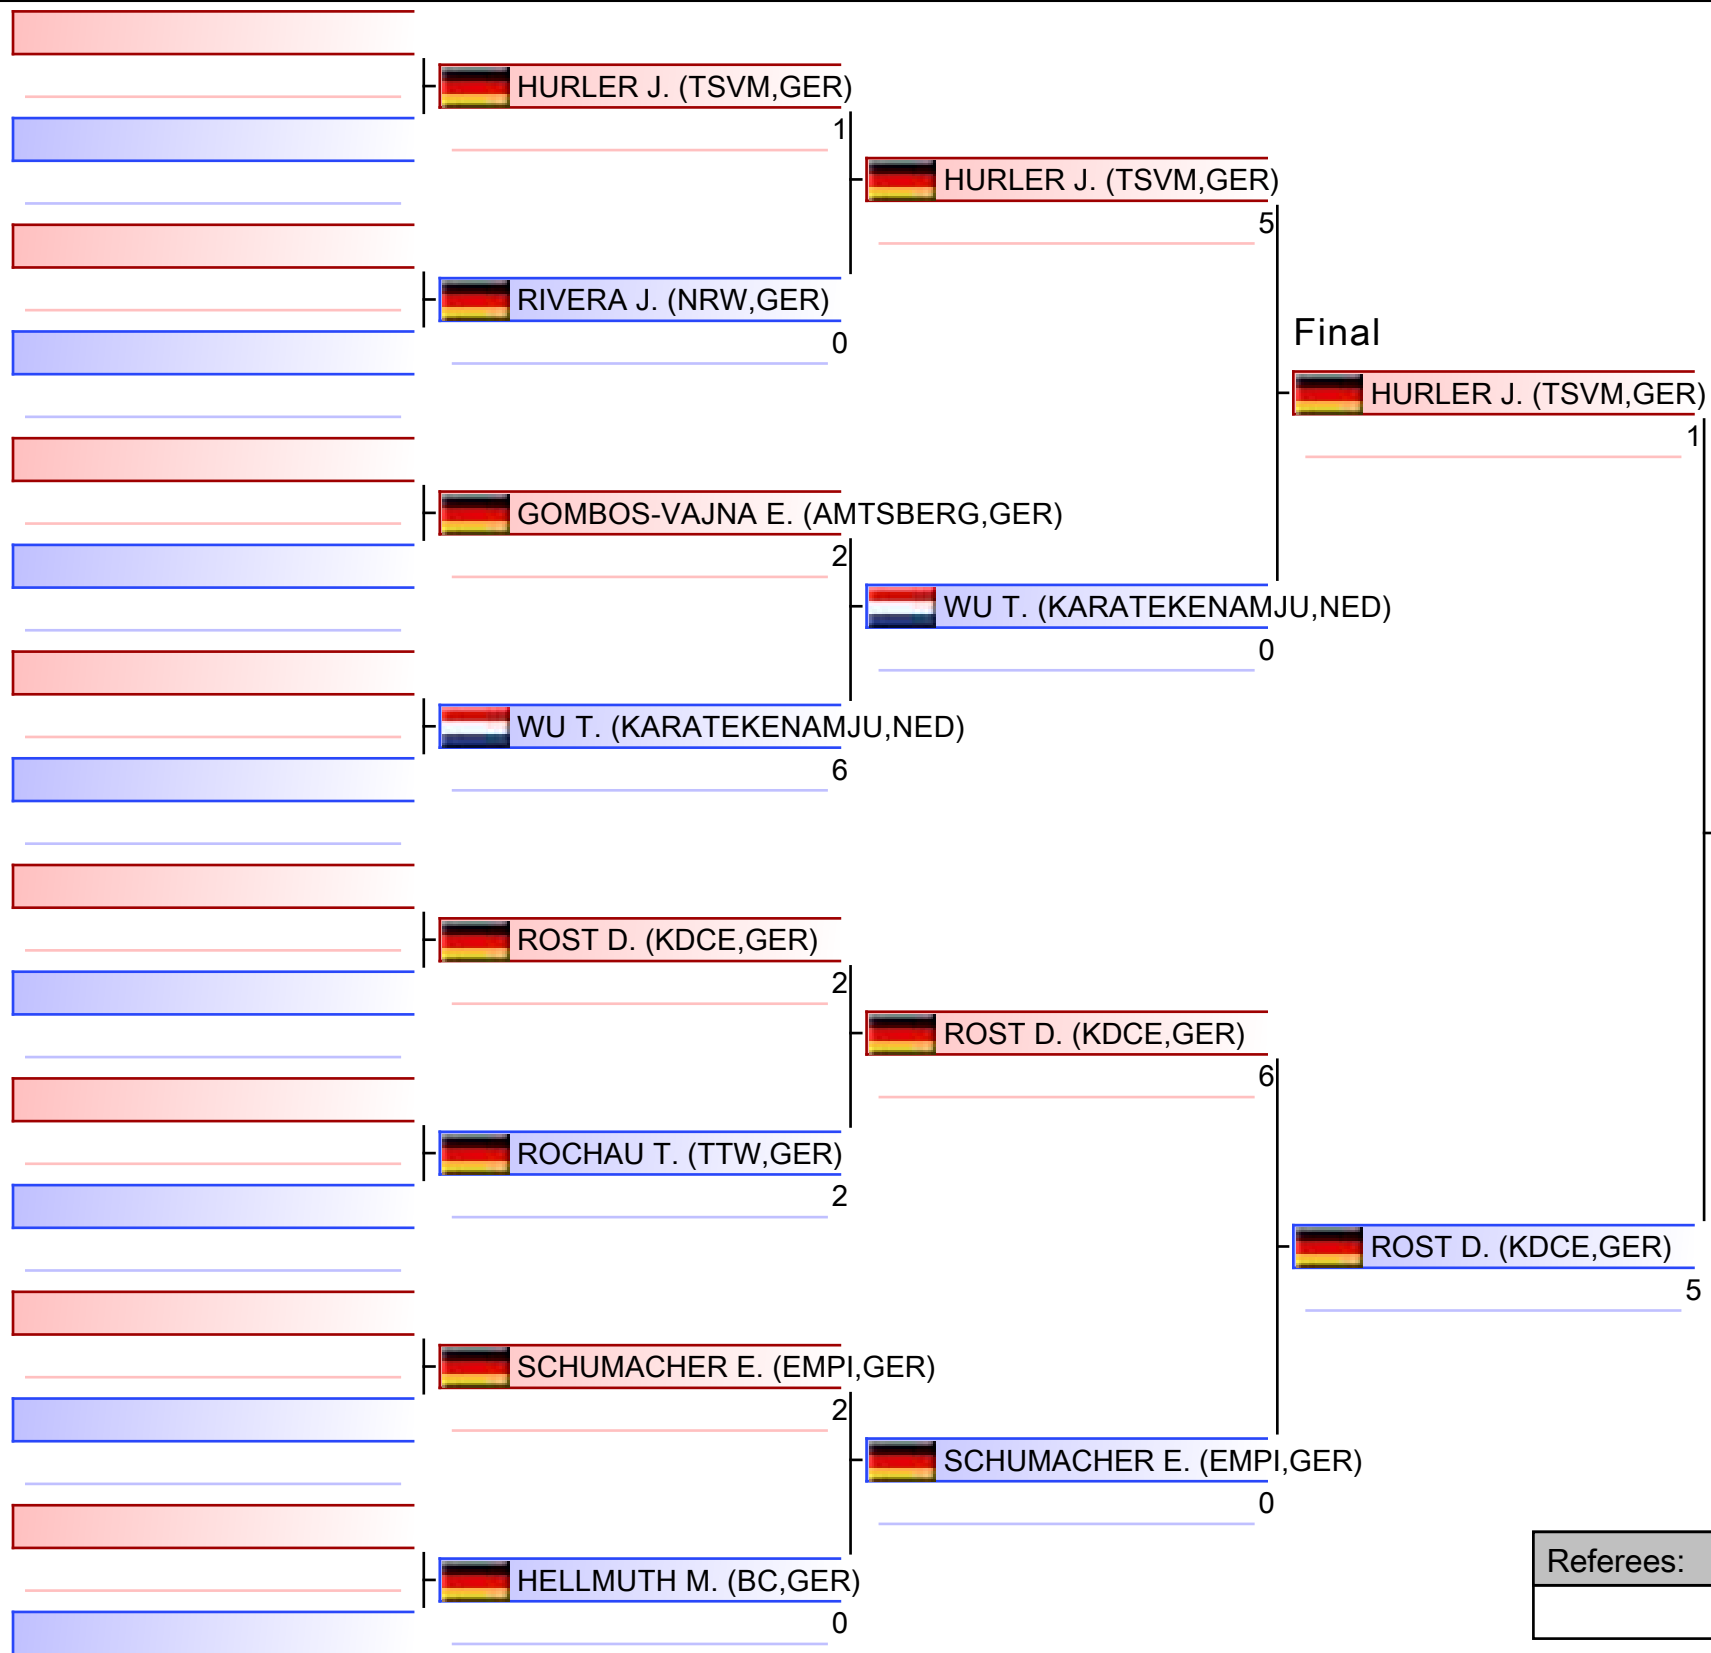 HURLER J. (TSVM,GER)
1
RIVERA J. (NRW,GER)
0
GOMBOS-VAJNA E. (AMTSBERG,GER)
2
WU T. (KARATEKENAMJU,NED)
6
ROST D. (KDCE,GER)
2
ROCHAU T. (TTW,GER)
2
SCHUMACHER E. (EMPI,GER)
2
HELLMUTH M. (BC,GER)
0
HURLER J. (TSVM,GER)
5
WU T. (KARATEKENAMJU,NED)
0
ROST D. (KDCE,GER)
6
SCHUMACHER E. (EMPI,GER)
0
Final
HURLER J. (TSVM,GER)
1
ROST D. (KDCE,GER)
5
Referees: